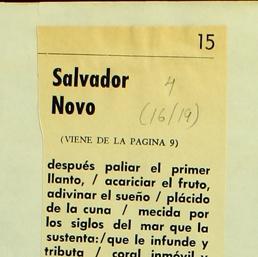 15
Salvador
Novo
4
(16/19)
(VIENE DE LA PAGINA 9)
después paliar el primer
llanto, / acariciar el fruto,
adivinar el sueño / plácido
de la cuna / mecida por
los siglos del mar que la
sustenta:/que le infunde y
tributa / coral inmóvil y